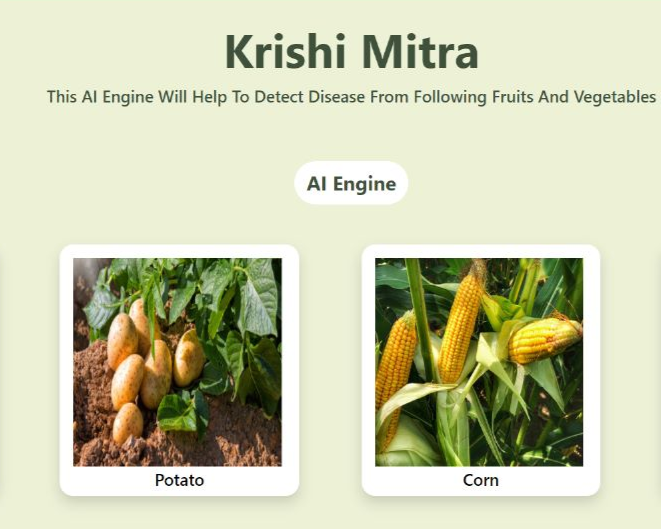 Krishi Mitra
This AI Engine Will Help To Detect Disease From Following Fruits And Vegetables
AI Engine
Potato
Corn